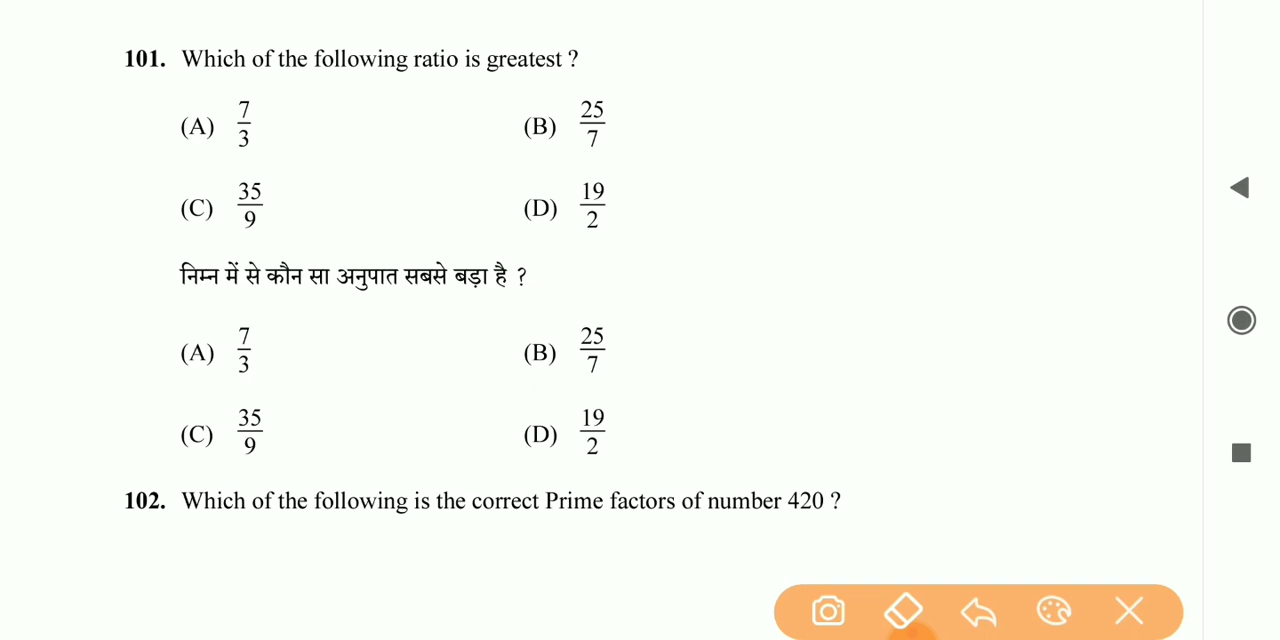 101. Which of the following ratio is greatest ?
(A) 7/3 (B) 25/7
(C) 35/9 (D) 19/2
निम्न में से कौन सा अनुपात सबसे बड़ा है ?
(A) 7/3 (B) 25/7
(C) 35/9 (D) 19/2
102. Which of the following is the correct Prime factors of number 420 ?